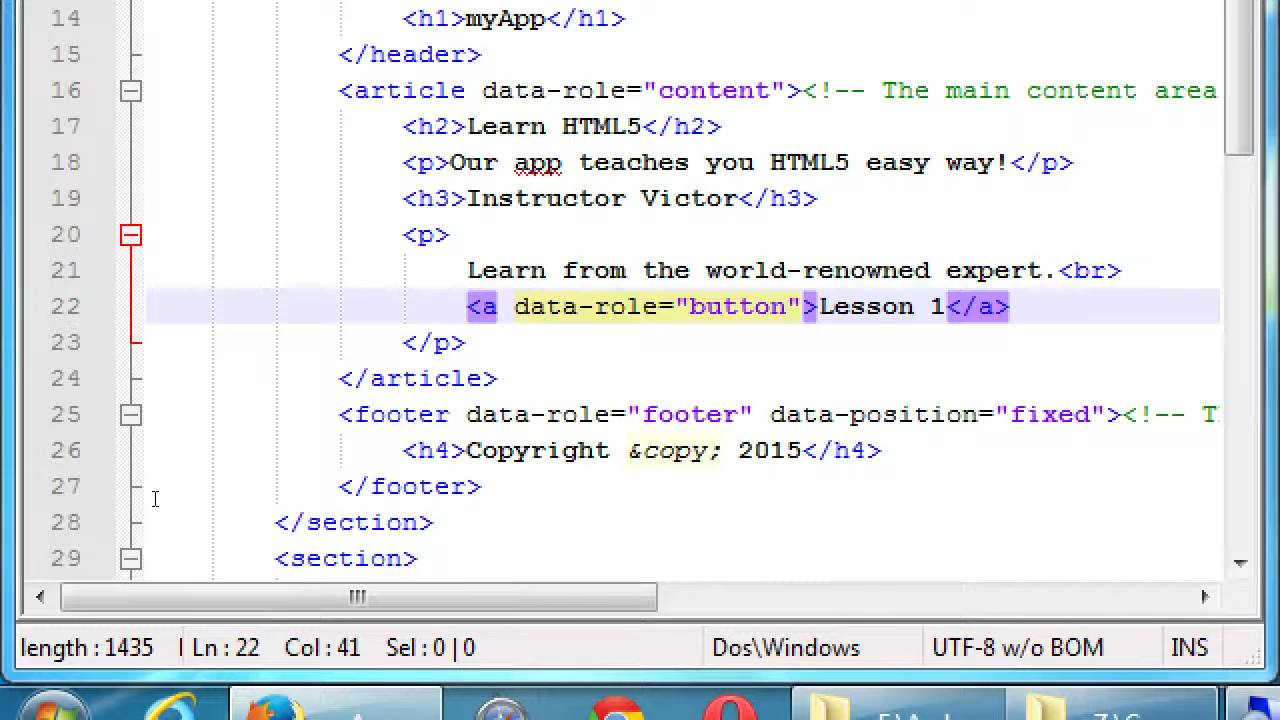 14 <h1>myApp</h1>
15 </header>
16 <article data-role="content"><!-- The main content area
17 <h2>Learn HTML5</h2>
18 <p>Our app teaches you HTML5 easy way!</p>
19 <h3>Instructor Victor</h3>
20 <p>
21 Learn from the world-renowned expert.<br>
22 <a data-role="button">Lesson 1</a>
23 </p>
24 </article>
25 <footer data-role="footer" data-position="fixed"><!-- T
26 <h4>Copyright &copy; 2015</h4>
27 </footer>
28 </section>
29 <section>
length : 1435 Ln : 22 Col : 41 Sel : 0 | 0 Dos\Windows UTF-8 w/o BOM INS